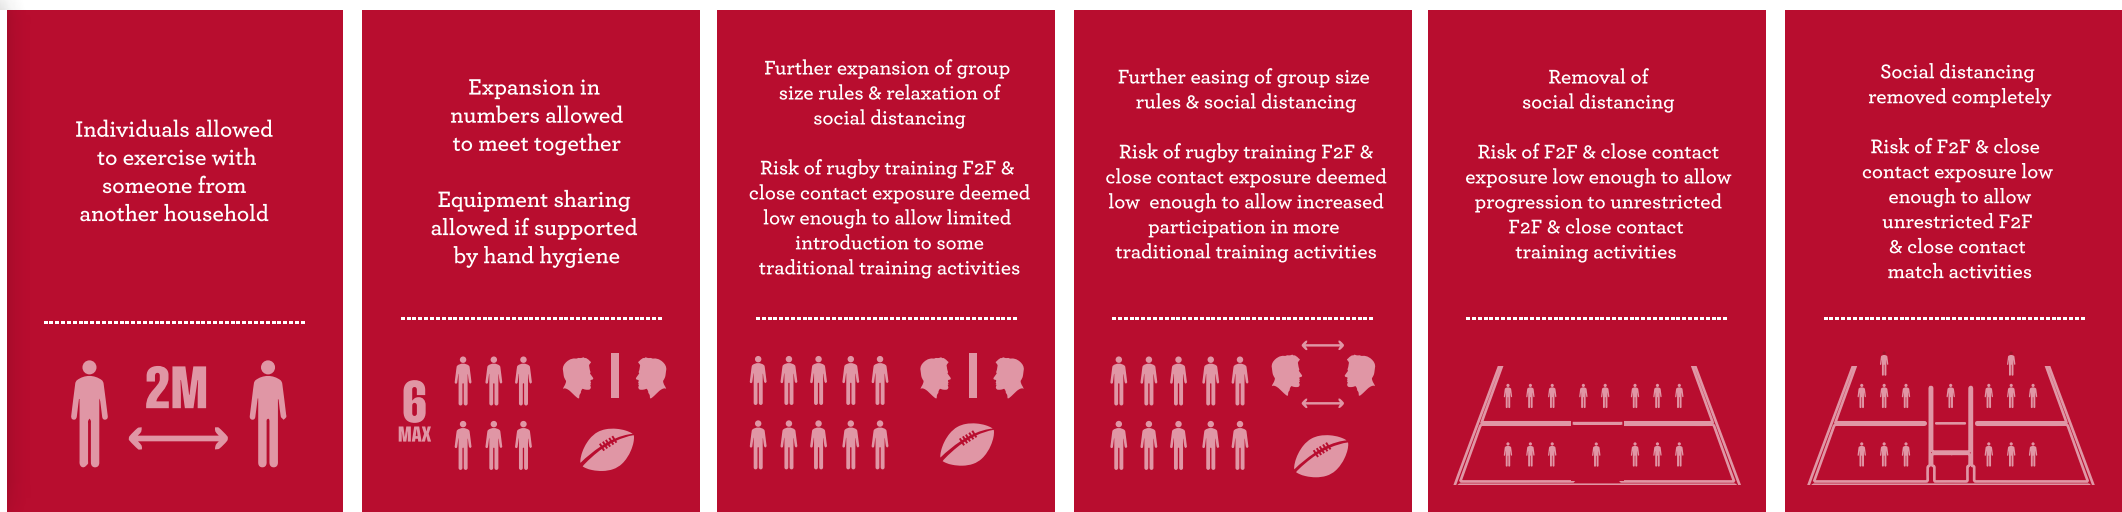 Individuals allowed
to exercise with
someone from
another household
2M
Expansion in
numbers allowed
to meet together
Equipment sharing
allowed if supported
by hand hygiene
6
MAX
Further expansion of group
size rules & relaxation of
social distancing
Risk of rugby training F2F &
close contact exposure deemed
low enough to allow limited
introduction to some
traditional training activities
Further easing of group size
rules & social distancing
Risk of rugby training F2F &
close contact exposure deemed
low enough to allow increased
participation in more
traditional training activities
Removal of
social distancing
Risk of F2F & close contact
exposure low enough to allow
progression to unrestricted
F2F & close contact
training activities
Social distancing
removed completely
Risk of F2F & close
contact exposure low
enough to allow
unrestricted F2F
& close contact
match activities